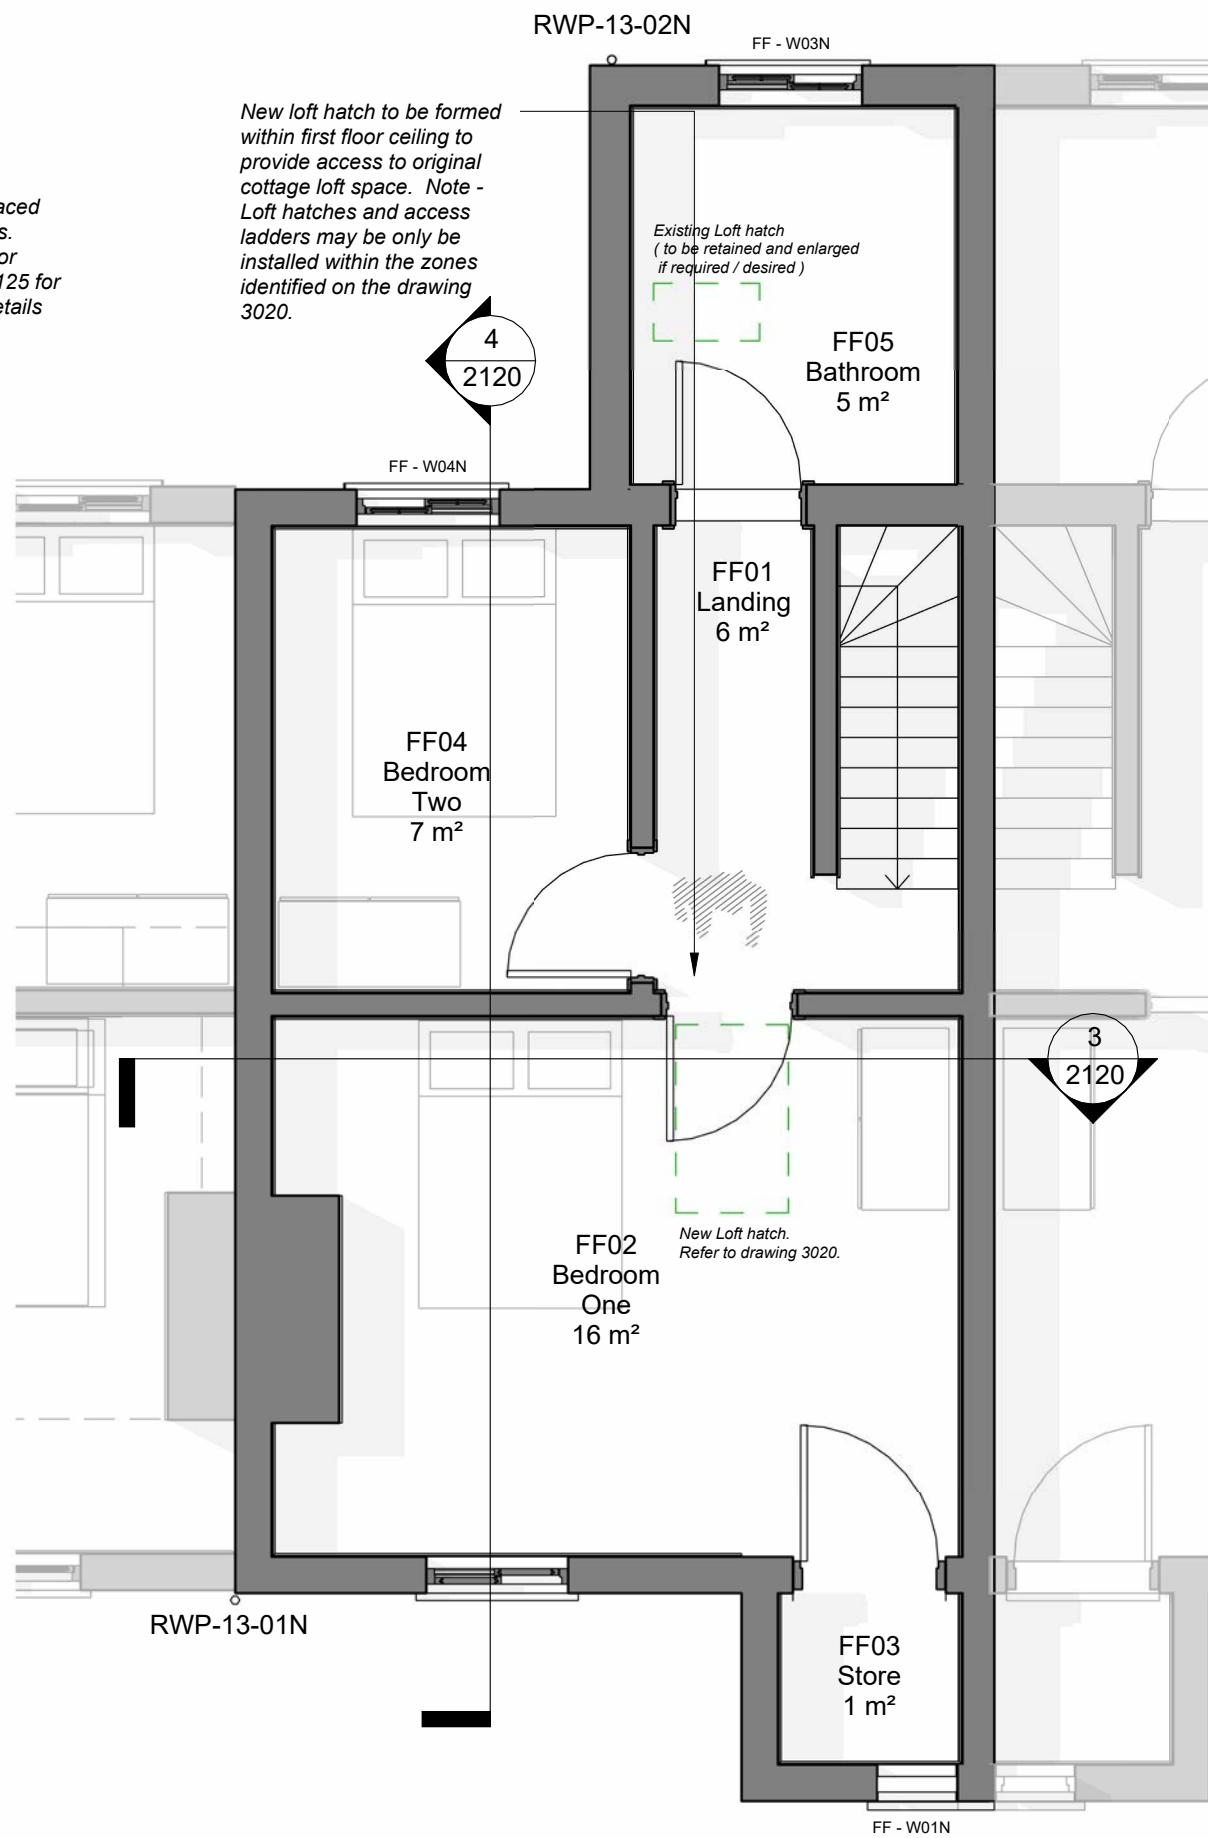 RWP-13-02N
FF - W03N
New loft hatch to be formed
within first floor ceiling to
provide access to original
cottage loft space. Note -
Loft hatches and access
ladders may be only be
installed within the zones
identified on the drawing
3020.
125 for
Existing Loft hatch
( to be retained and enlarged
if required / desired )
4
2120
FF05
Bathroom
5 m²
FF - W04N
FF01
Landing
6 m²
FF04
Bedroom
Two
7 m²
3
2120
New Loft hatch.
Refer to drawing 3020.
FF02
Bedroom
One
16 m²
RWP-13-01N
FF03
Store
1 m²
FF - W01N